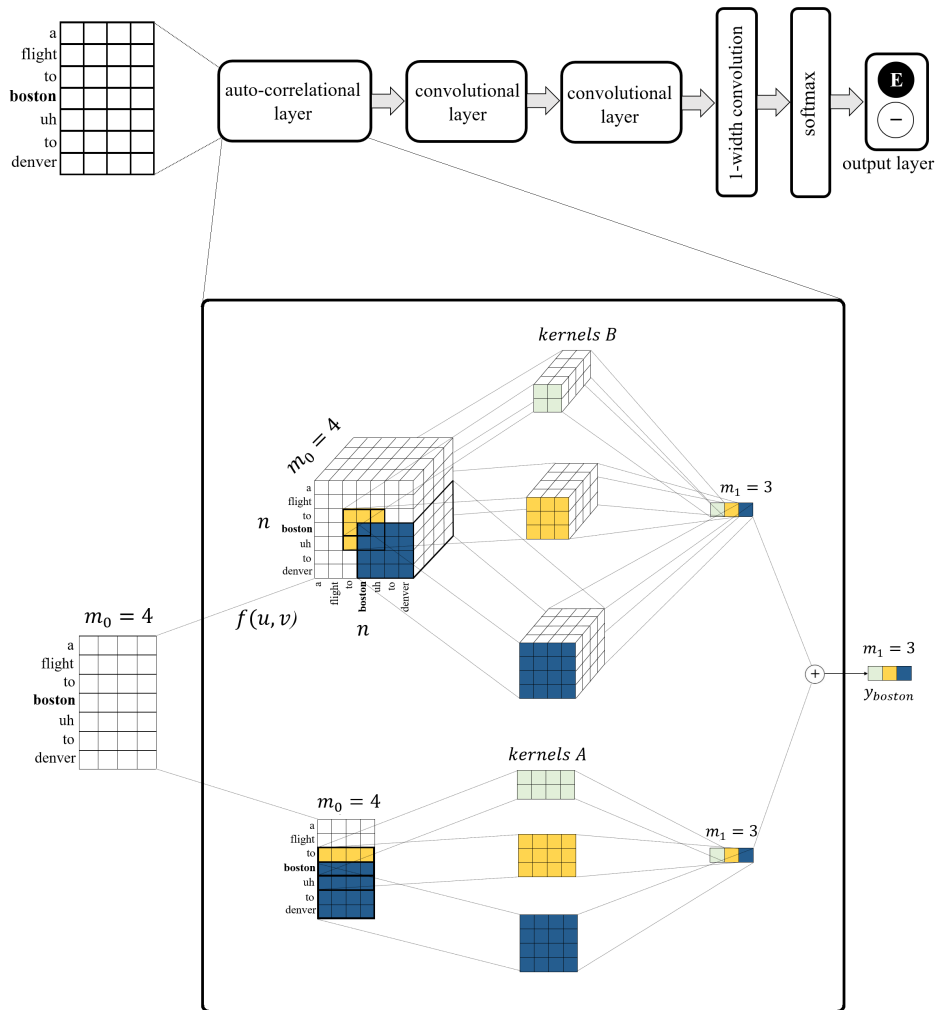 a
flight
to
boston
uh
to
denver
auto-correlational
layer
convolutional
layer
convolutional
layer
1-width convolution
softmax
E
−
output layer
kernels B
m₀ = 4
a
flight
to
boston
uh
to
denver
n
a
flight
to
boston
uh
to
denver
f(u, v)
n
m₁ = 3
m₀ = 4
a
flight
to
boston
uh
to
denver
+
m₁ = 3
y_boston
kernels A
m₀ = 4
a
flight
to
boston
uh
to
denver
m₁ = 3